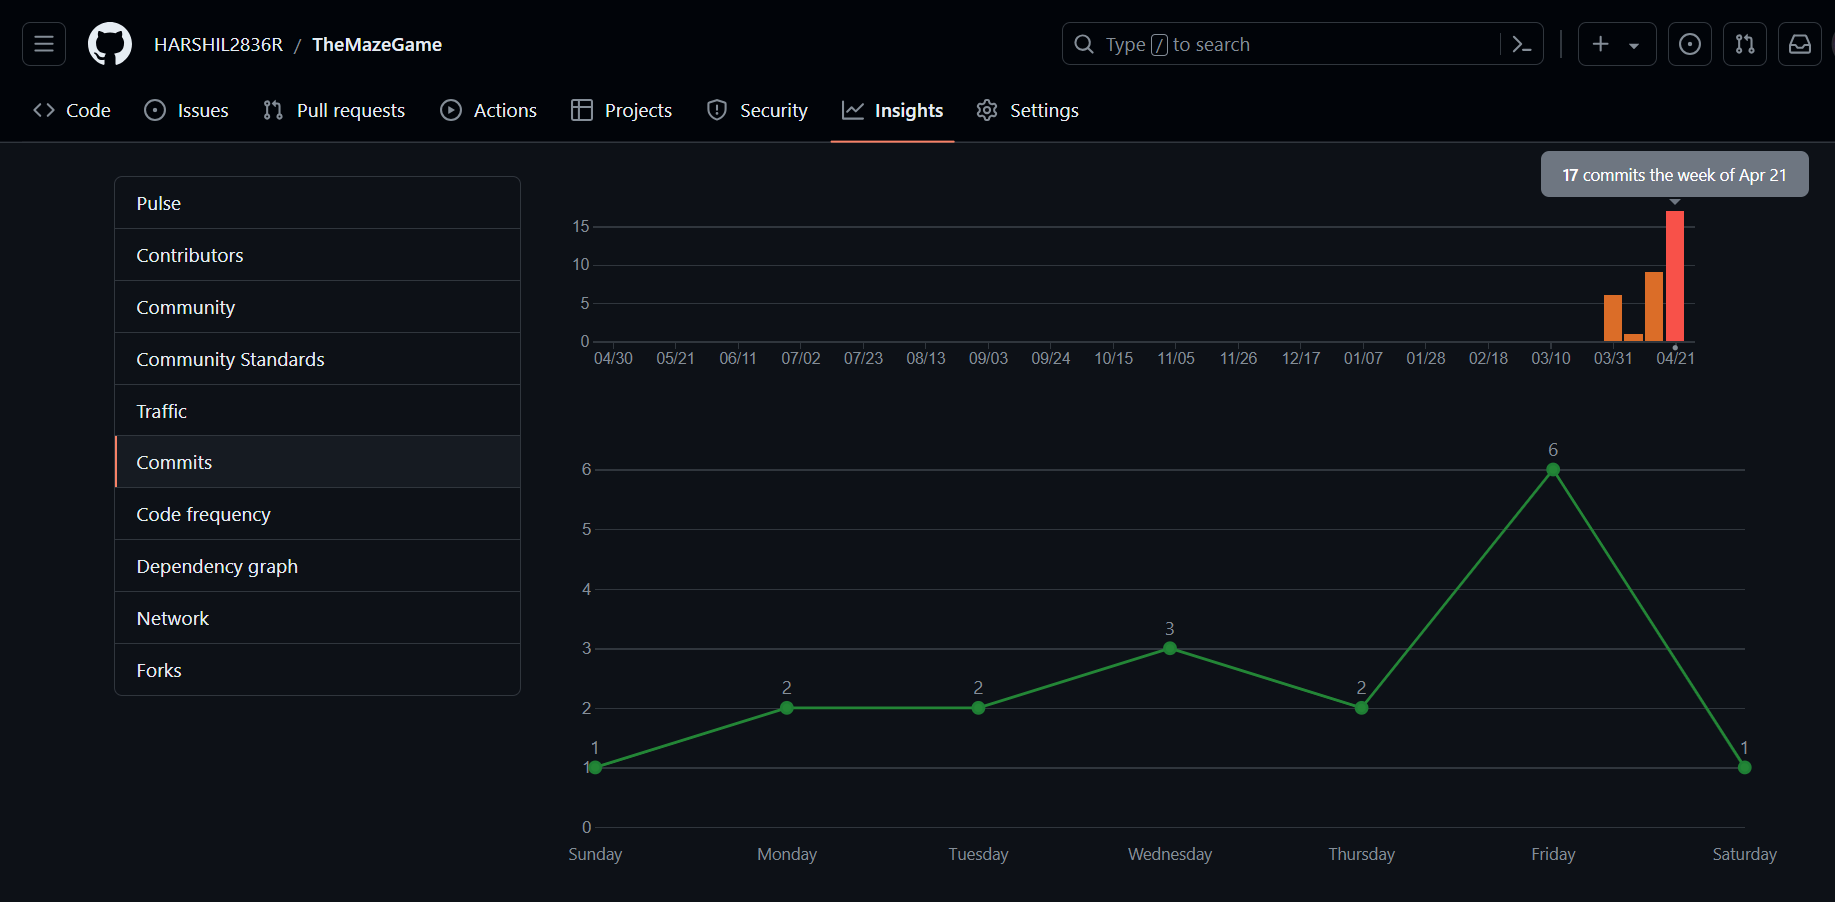 HARSHIL2836R / TheMazeGame
Type / to search
Code Issues Pull requests Actions Projects Security Insights Settings
17 commits the week of Apr 21
Pulse
Contributors
Community
Community Standards
Traffic
Commits
Code frequency
Dependency graph
Network
Forks
15
10
5
0
04/30 05/21 06/11 07/02 07/23 08/13 09/03 09/24 10/15 11/05 11/26 12/17 01/07 01/28 02/18 03/10 03/31 04/21
6
6
5
4
3
3
2 2 2
2
1 1
1
0
Sunday Monday Tuesday Wednesday Thursday Friday Saturday